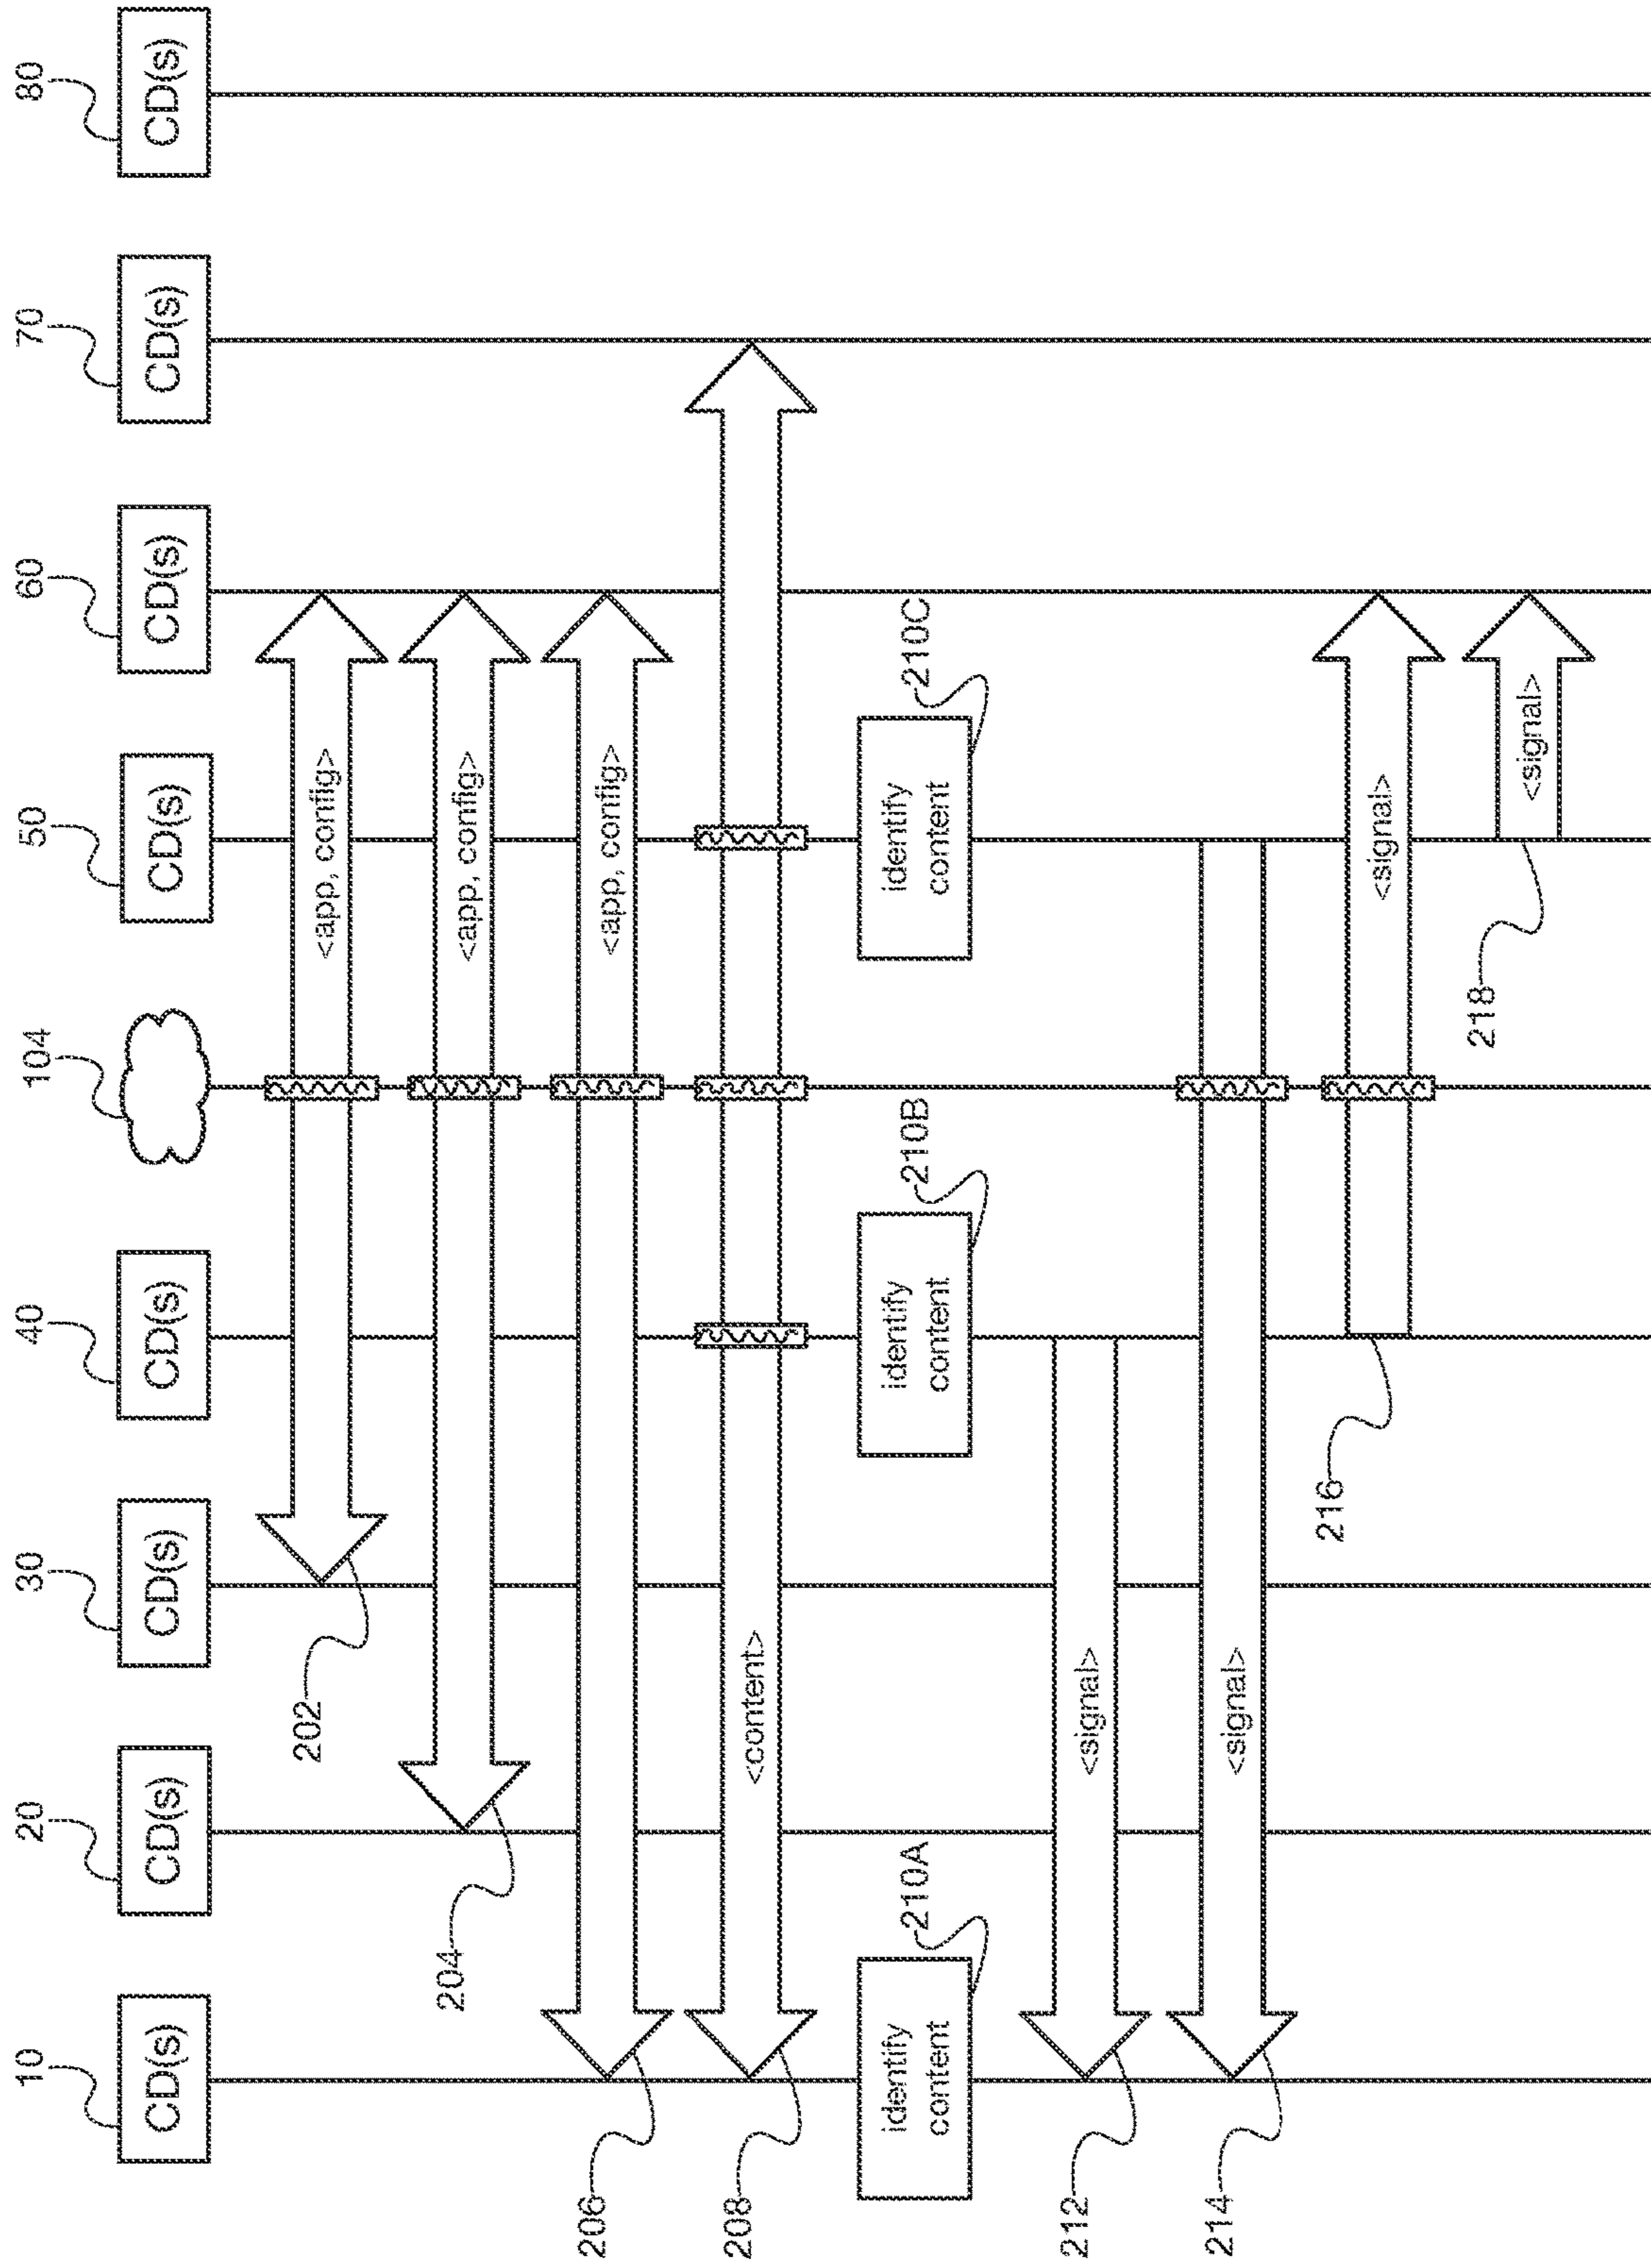 10
20
30
40
104
50
60
70
80
CD(s)
CD(s)
CD(s)
CD(s)
CD(s)
CD(s)
CD(s)
CD(s)
202
<app, config>
204
<app, config>
206
<app, config>
208
<content>
210A
210B
210C
identify
content
identify
content
identify
content
212
<signal>
214
<signal>
216
<signal>
218
<signal>